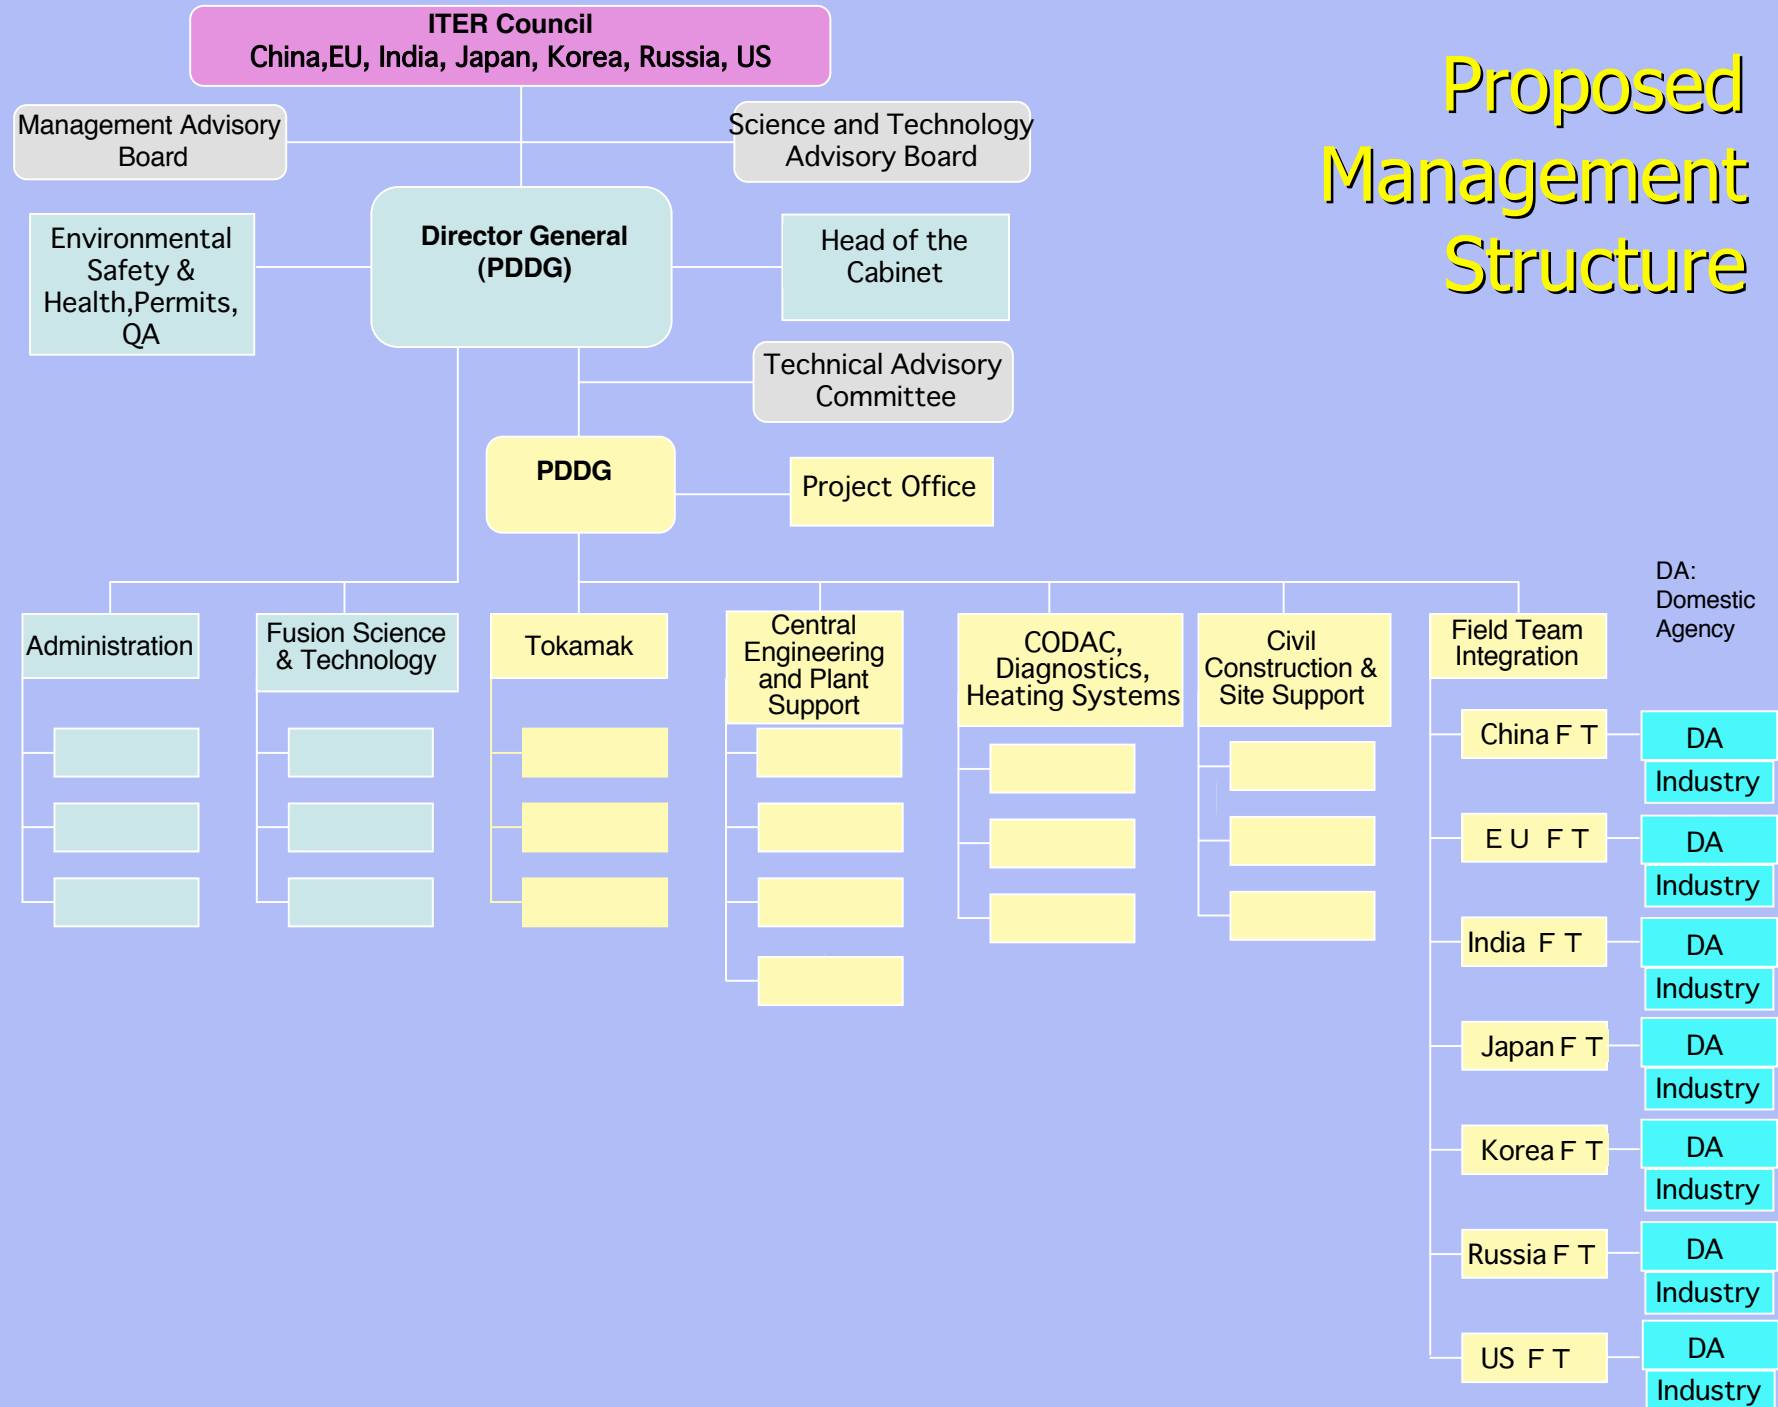 ITER Council
China,EU, India, Japan, Korea, Russia, US
Proposed
Management
Structure
Management Advisory
Board
Science and Technology
Advisory Board
Environmental
Safety &
Health,Permits,
QA
Director General
(PDDG)
Head of the
Cabinet
Technical Advisory
Committee
PDDG
Project Office
DA:
Domestic
Agency
Administration
Fusion Science
& Technology
Tokamak
Central
Engineering
and Plant
Support
CODAC,
Diagnostics,
Heating Systems
Civil
Construction &
Site Support
Field Team
Integration
China F T
DA
Industry
E U F T
DA
Industry
India F T
DA
Industry
Japan F T
DA
Industry
Korea F T
DA
Industry
Russia F T
DA
Industry
US F T
DA
Industry